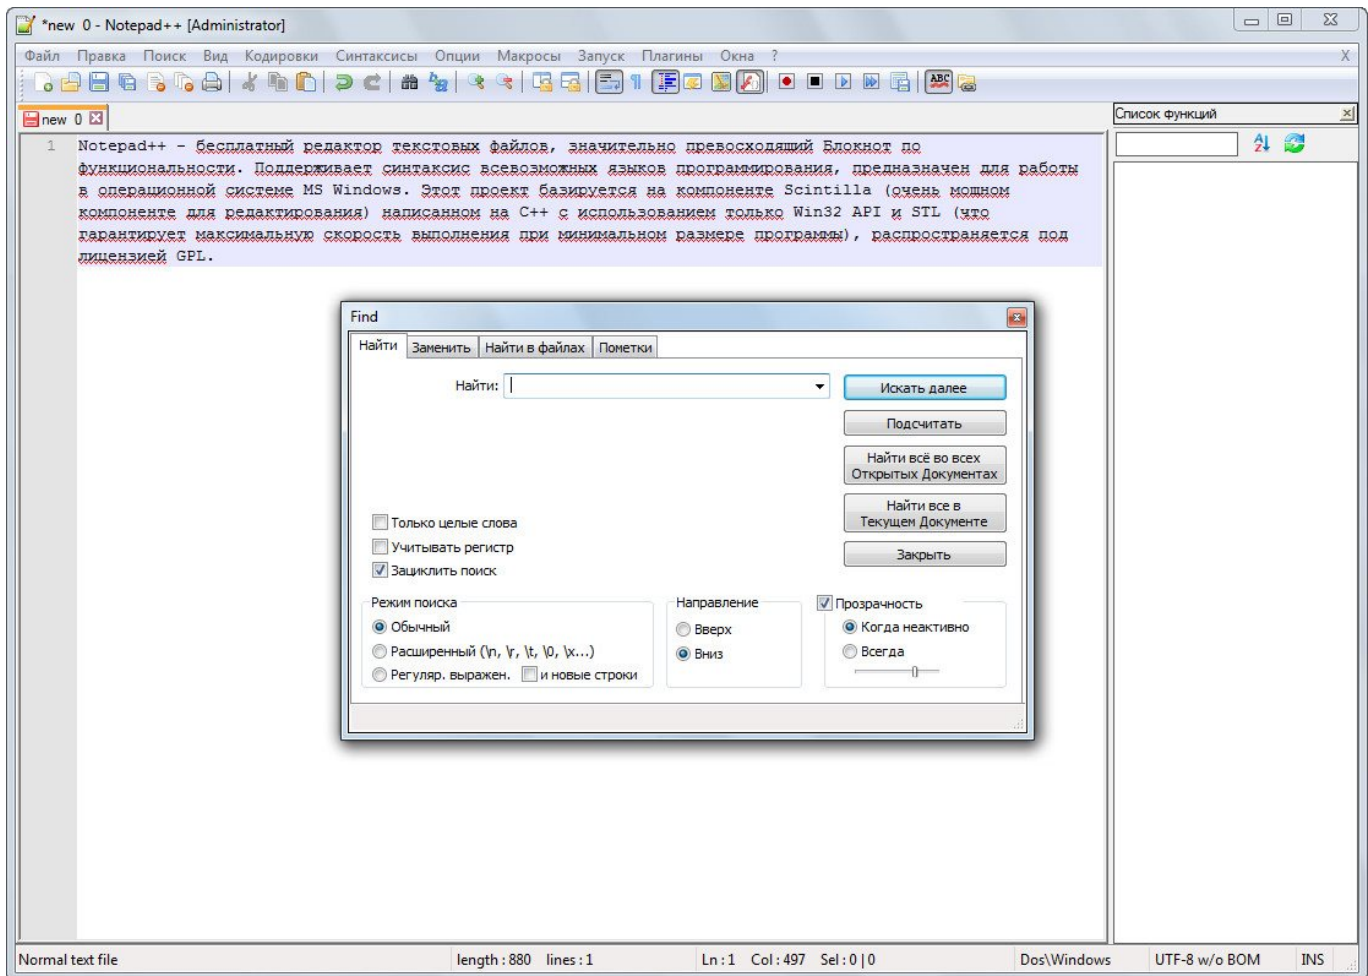 *new 0 - Notepad++ [Administrator]
Файл Правка Поиск Вид Кодировки Синтаксисы Опции Макросы Запуск Плагины Окна ? X
ABC
new 0
Список функций
1 Notepad++ - бесплатный редактор текстовых файлов, значительно превосходящий Блокнот по
функциональности. Поддерживает синтаксис всевозможных языков программирования, предназначен для работы
в операционной системе MS Windows. Этот проект базируется на компоненте Scintilla (очень мощном
компоненте для редактирования) написанном на C++ с использованием только Win32 API и STL (что
гарантирует максимальную скорость выполнения при минимальном размере программы), распространяется под
лицензией GPL.
Find
Найти Заменить Найти в файлах Пометки
Найти:
Искать далее
Подсчитать
Найти всё во всех
Открытых Документах
Найти все в
Текущем Документе
Закрыть
Только целые слова
Учитывать регистр
Зациклить поиск
Режим поиска
Обычный
Расширенный (\n, \r, \t, \0, \x...)
Регуляр. выражен. и новые строки
Направление
Вверх
Вниз
Прозрачность
Когда неактивно
Всегда
Normal text file length : 880 lines : 1 Ln : 1 Col : 497 Sel : 0 | 0 Dos\Windows UTF-8 w/o BOM INS